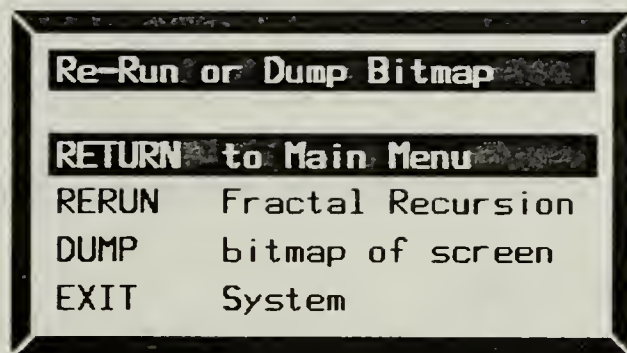 Re-Run or Dump Bitmap
RETURN to Main Menu
RERUN Fractal Recursion
DUMP bitmap of screen
EXIT System